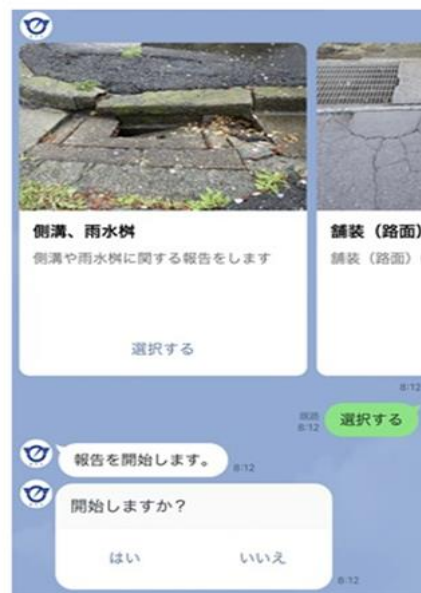 側溝、雨水桝
側溝や雨水桝に関する報告をします
選択する
舗装（路面）
舗装（路面）
8:12
既読
8:12
選択する
報告を開始します。
8:12
開始しますか？
はい
いいえ
8:12